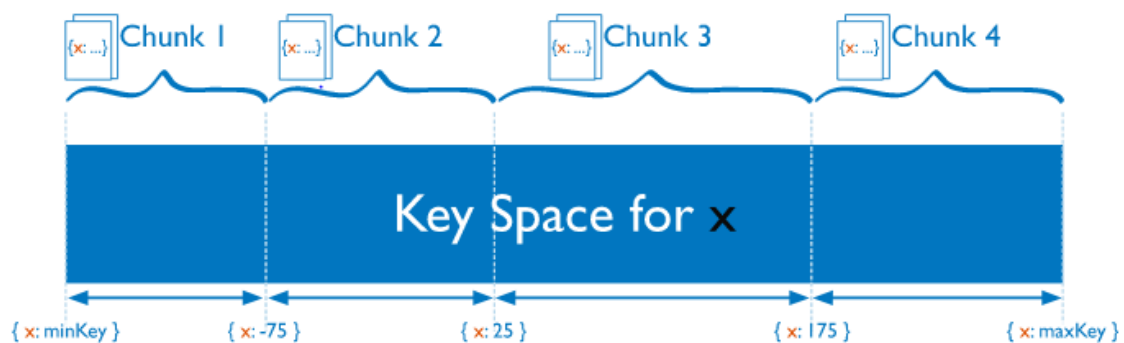 {x: ...} Chunk 1 {x: ...} Chunk 2 {x: ...} Chunk 3 {x: ...} Chunk 4
Key Space for x
{ x: minKey } { x: -75 } { x: 25 } { x: 175 } { x: maxKey }